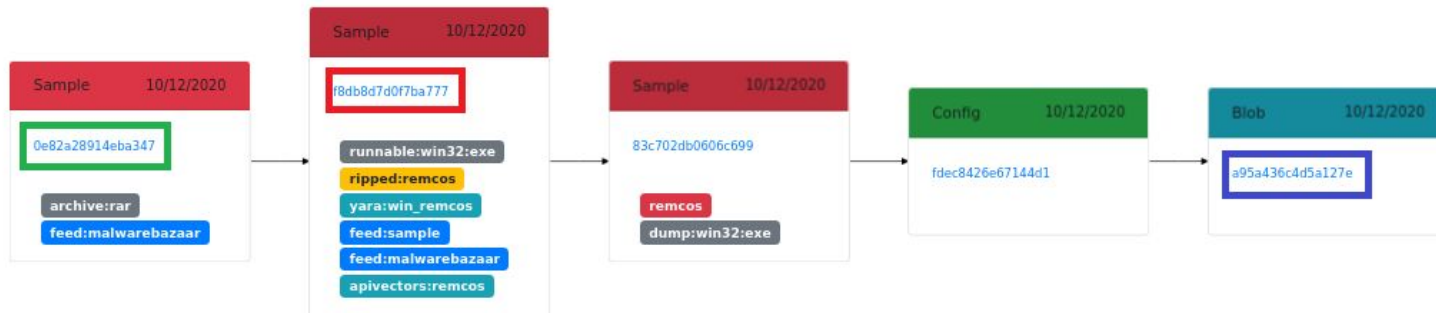 Sample 10/12/2020
0e82a28914eba347
archive:rar
feed:malwarebazaar
Sample 10/12/2020
f8db8d7d0f7ba777
runnable:win32:exe
ripped:remcos
yara:win_remcos
feed:sample
feed:malwarebazaar
apivectors:remcos
Sample 10/12/2020
83c702db0606c699
remcos
dump:win32:exe
Config 10/12/2020
fdec8426e67144d1
Blob 10/12/2020
a95a436c4d5a127e